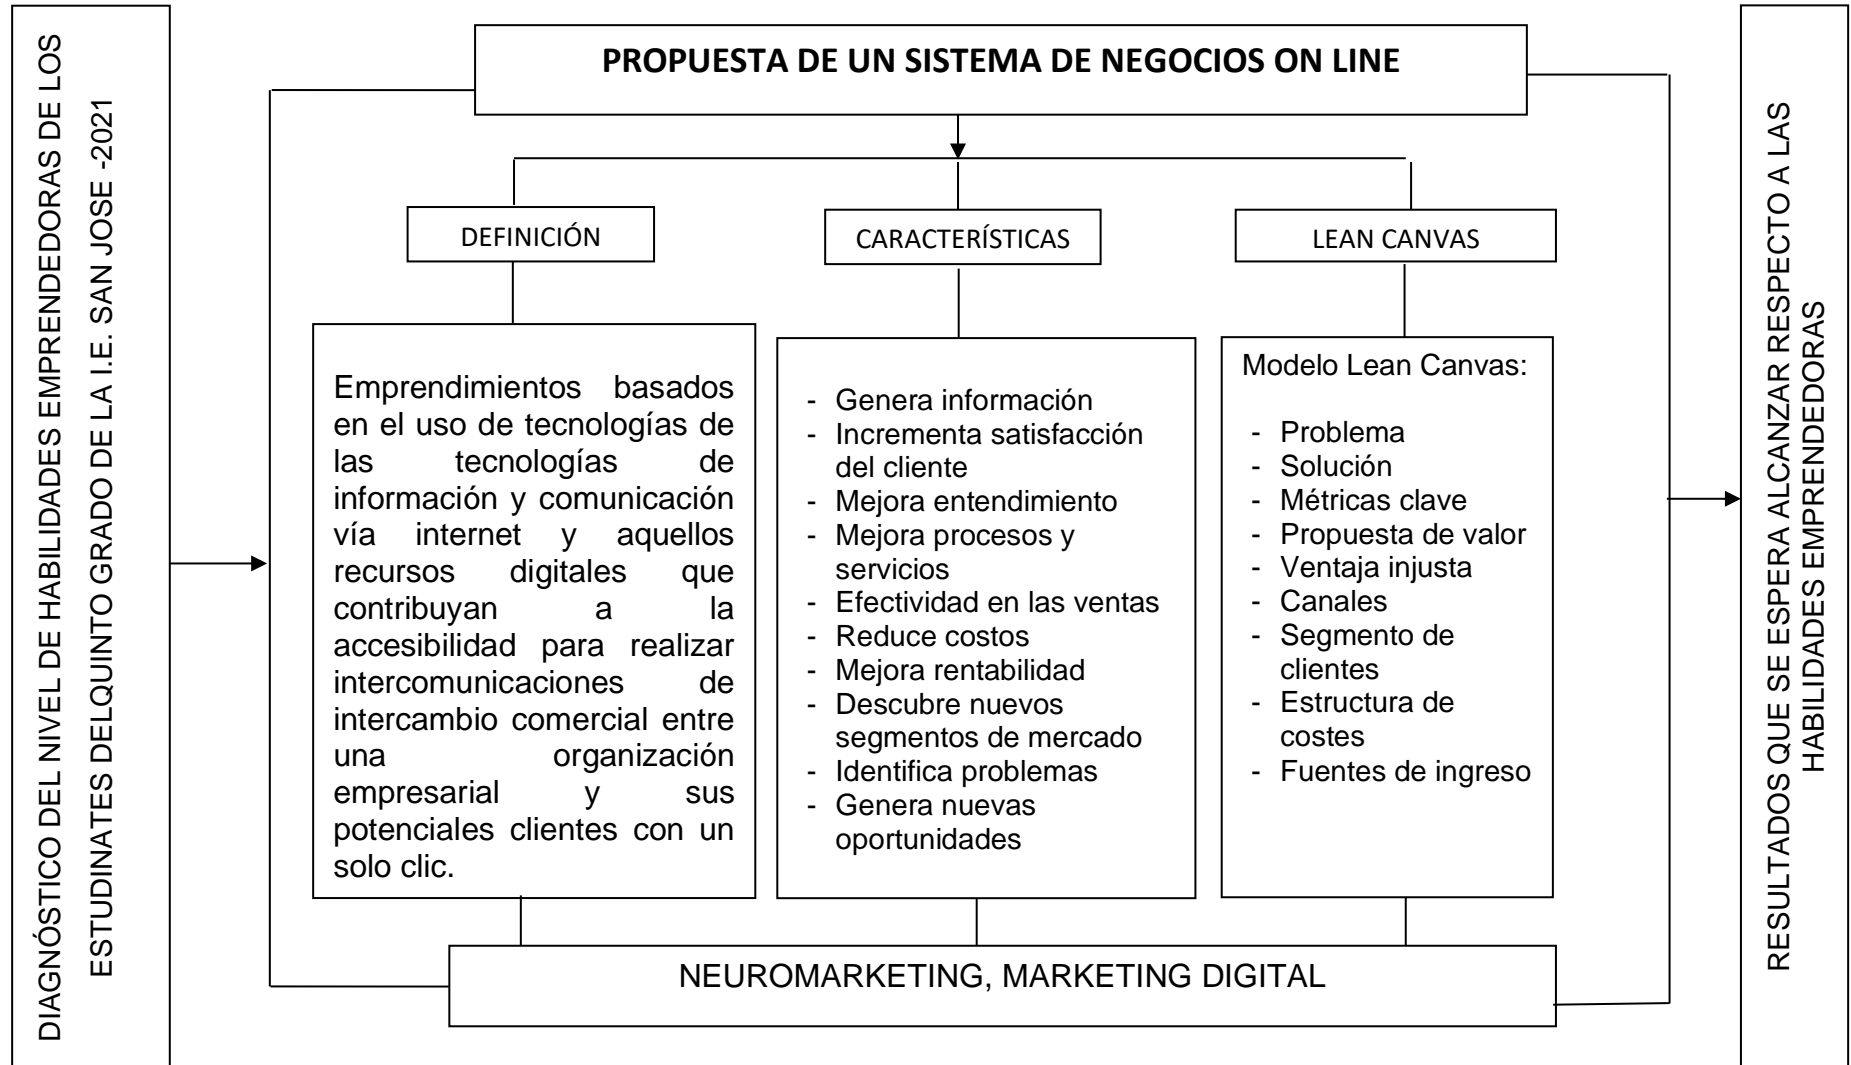 DIAGNÓSTICO DEL NIVEL DE HABILIDADES EMPRENDEDORAS DE LOS
ESTUDINATES DELQUINTO GRADO DE LA I.E. SAN JOSE -2021
PROPUESTA DE UN SISTEMA DE NEGOCIOS ON LINE
DEFINICIÓN
Emprendimientos basados
en el uso de tecnologías de
las tecnologías de
información y comunicación
vía internet y aquellos
recursos digitales que
contribuyan a la
accesibilidad para realizar
intercomunicaciones de
intercambio comercial entre
una organización
empresarial y sus
potenciales clientes con un
solo clic.
CARACTERÍSTICAS
- Genera información
- Incrementa satisfacción
del cliente
- Mejora entendimiento
- Mejora procesos y
servicios
- Efectividad en las ventas
- Reduce costos
- Mejora rentabilidad
- Descubre nuevos
segmentos de mercado
- Identifica problemas
- Genera nuevas
oportunidades
LEAN CANVAS
Modelo Lean Canvas:
- Problema
- Solución
- Métricas clave
- Propuesta de valor
- Ventaja injusta
- Canales
- Segmento de
clientes
- Estructura de
costes
- Fuentes de ingreso
NEUROMARKETING, MARKETING DIGITAL
RESULTADOS QUE SE ESPERA ALCANZAR RESPECTO A LAS
HABILIDADES EMPRENDEDORAS